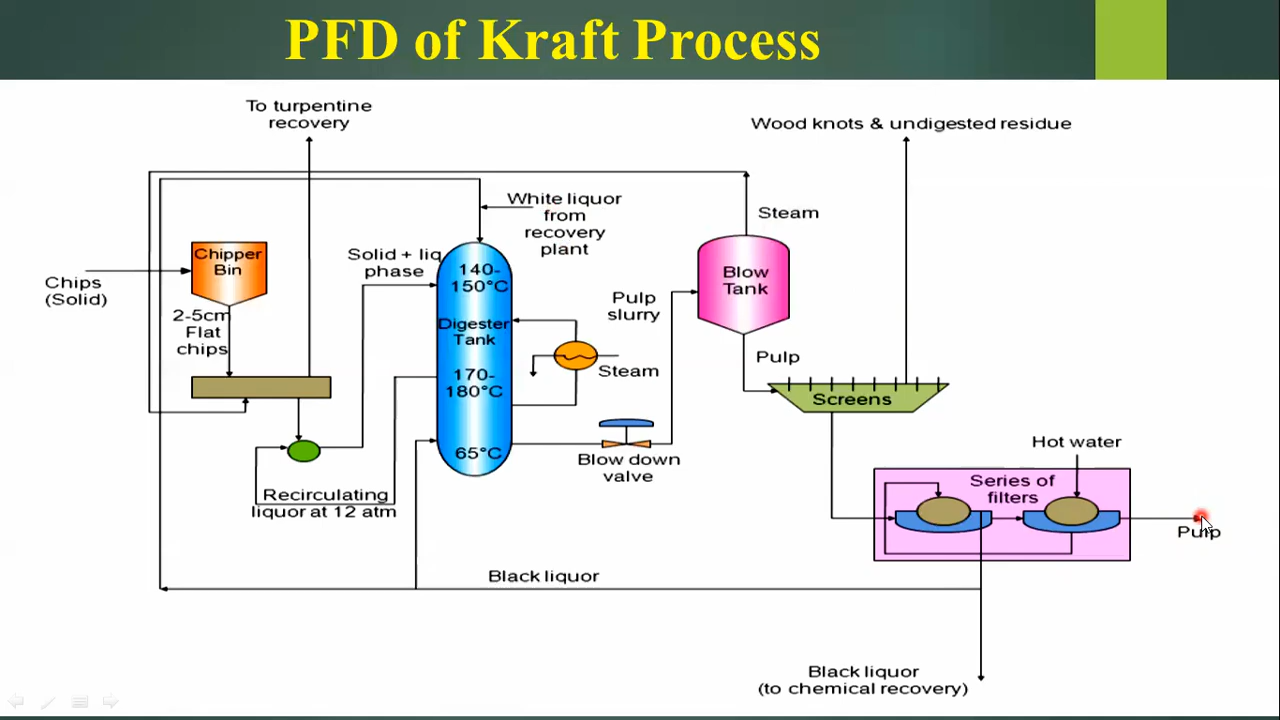 PFD of Kraft Process
To turpentine
recovery
Wood knots & undigested residue
White liquor
from
recovery
plant
Steam
Chipper
Bin
Solid + liq
phase
140-
150°C
Blow
Tank
Chips
(Solid)
Pulp
slurry
2-5cm
Flat
chips
Digester
Tank
Pulp
Steam
170-
180°C
Screens
Hot water
65°C
Blow down
valve
Series of
filters
Recirculating
liquor at 12 atm
Pulp
Black liquor
Black liquor
(to chemical recovery)